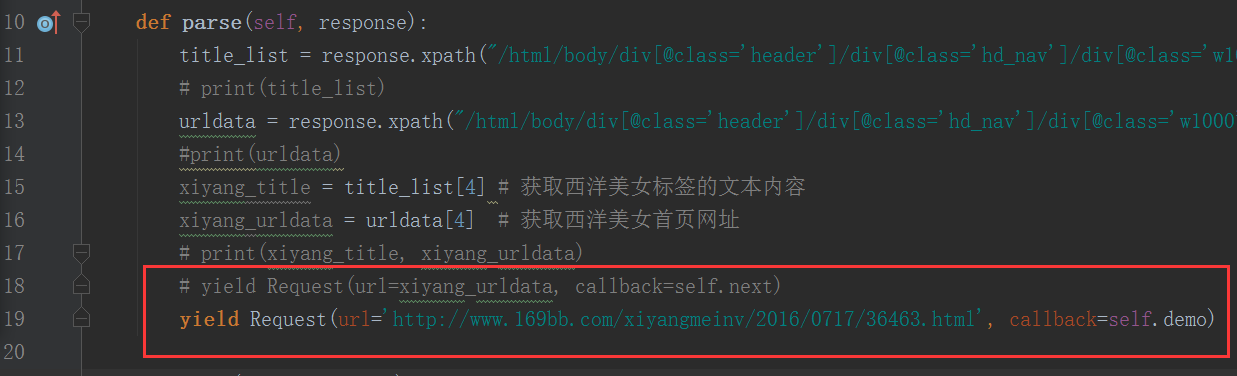 10 def parse(self, response):
11 title_list = response.xpath("/html/body/div[@class='header']/div[@class='hd_nav']/div[@class='w10
12 # print(title_list)
13 urldata = response.xpath("/html/body/div[@class='header']/div[@class='hd_nav']/div[@class='w1000
14 #print(urldata)
15 xiyang_title = title_list[4] # 获取西洋美女标签的文本内容
16 xiyang_urldata = urldata[4]  # 获取西洋美女首页网址
17 # print(xiyang_title, xiyang_urldata)
18 # yield Request(url=xiyang_urldata, callback=self.next)
19 yield Request(url='http://www.169bb.com/xiyangmeinv/2016/0717/36463.html', callback=self.demo)
20